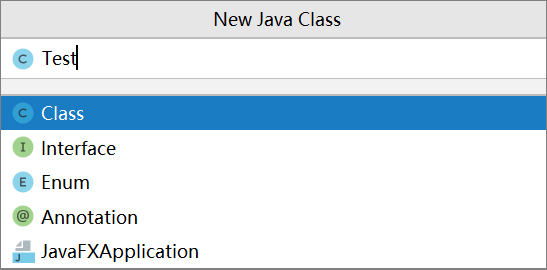 New Java Class
C Test
C Class
I Interface
E Enum
@ Annotation
J JavaFXApplication